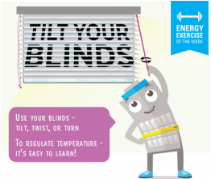 TILT YOUR
BLINDS
ENERGY
EXERCISE
OF THE WEEK
USE YOUR BLINDS -
TILT, TWIST, OR TURN
TO REGULATE TEMPERATURE -
IT'S EASY TO LEARN!